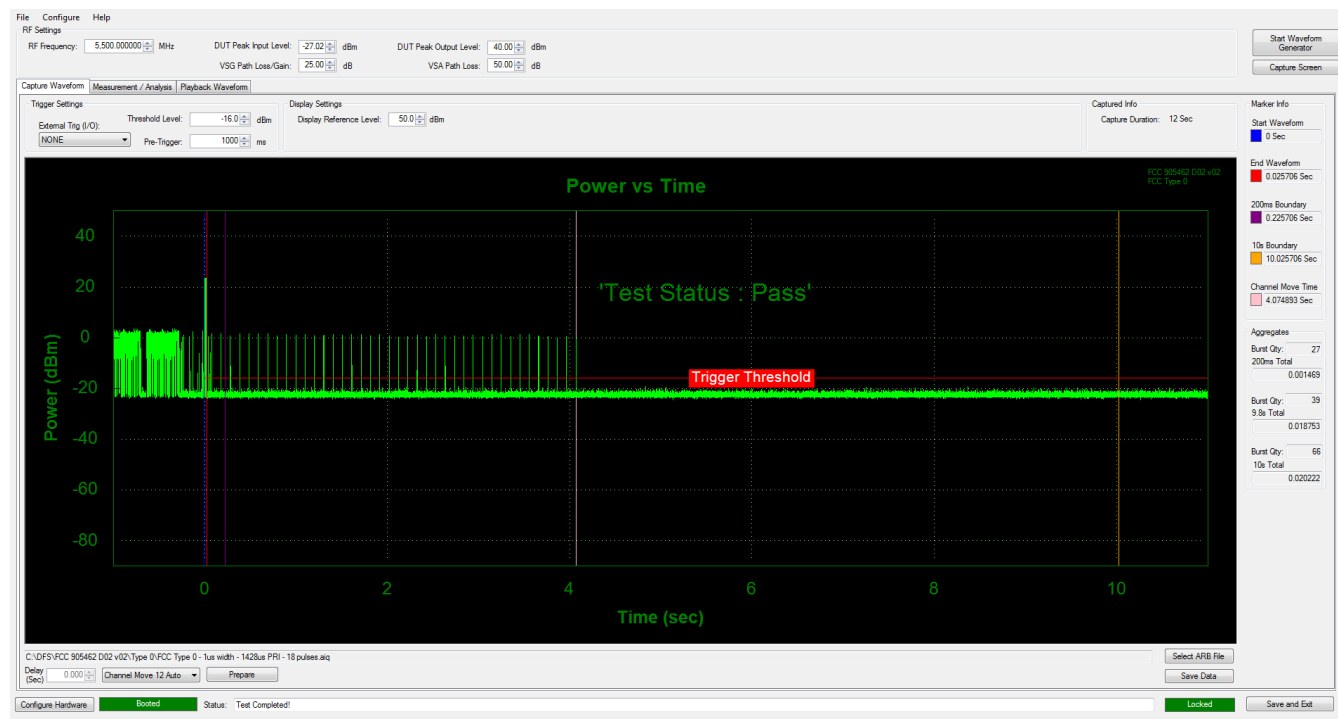 File Configure Help
RF Settings
RF Frequency: 5,500.000000 MHz DUT Peak Input Level: -27.02 dBm DUT Peak Output Level: 40.00 dBm
VSG Path Loss/Gain: 25.00 dB VSA Path Loss: 50.00 dB
Start Waveform
Generator
Capture Screen
Capture Waveform Measurement / Analysis Playback Waveform
Trigger Settings
External Trig (I/O): Threshold Level: -16.0 dBm
NONE Pre-Trigger: 1000 ms
Display Settings
Display Reference Level: 50.0 dBm
Captured Info
Capture Duration: 12 Sec
Marker Info
Start Waveform
0 Sec
End Waveform
0.025706 Sec
200ms Boundary
0.225706 Sec
10s Boundary
10.025706 Sec
Channel Move Time
4.074893 Sec
Aggregates
Burst Qty: 27
200ms Total
0.001469
Burst Qty: 39
9.8s Total
0.018753
Burst Qty: 66
10s Total
0.020222
Power vs Time
FCC 905462 D02 v02
FCC Type 0
'Test Status : Pass'
Trigger Threshold
Power (dBm)
40
20
0
-20
-40
-60
-80
0 2 4 6 8 10
Time (sec)
C:\DFS\FCC 905462 D02 v02\Type 0\FCC Type 0 - 1us width - 1428us PRI - 18 pulses.aiq
Select ARB File
Delay
(Sec) 0.000 Channel Move 12 Auto Prepare
Save Data
Configure Hardware Booted Status: Test Completed! Locked Save and Exit